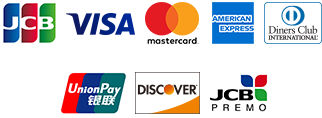 JCB
VISA
mastercard.
AMERICAN
EXPRESS
Diners Club
INTERNATIONAL
UnionPay
银联
DISCOVER
JCB
PREMO